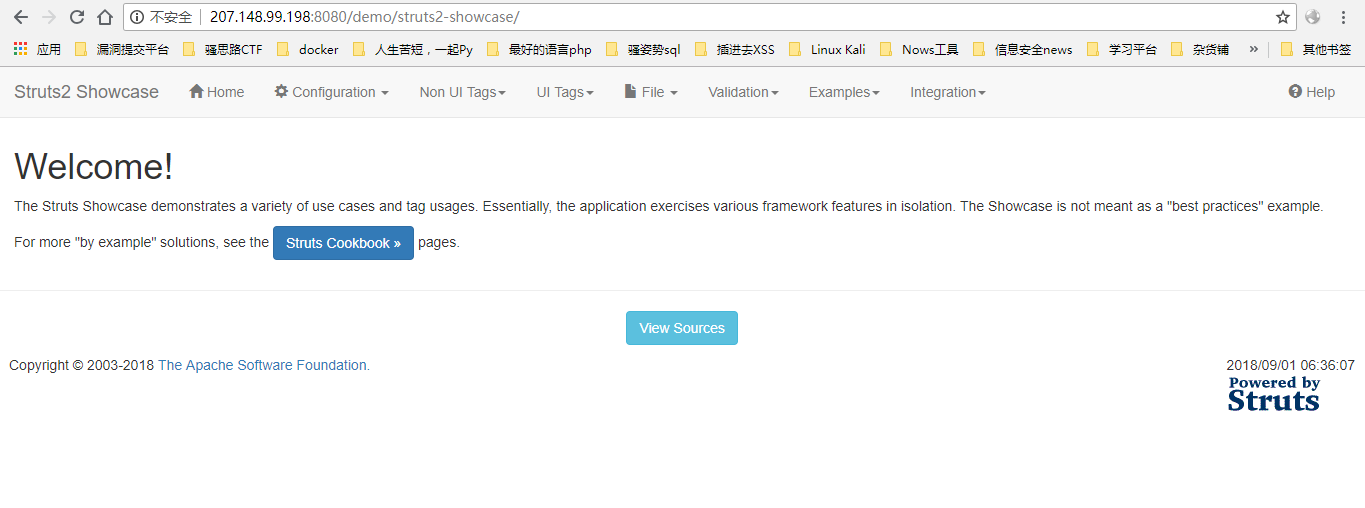 不安全 207.148.99.198:8080/demo/struts2-showcase/
应用 漏洞提交平台 骚思路CTF docker 人生苦短，一起Py 最好的语言php 骚姿势sql 插进去XSS Linux Kali Nows工具 信息安全news 学习平台 杂货铺 » 其他书签
Struts2 Showcase Home Configuration Non UI Tags UI Tags File Validation Examples Integration Help
Welcome!
The Struts Showcase demonstrates a variety of use cases and tag usages. Essentially, the application exercises various framework features in isolation. The Showcase is not meant as a "best practices" example.
For more "by example" solutions, see the Struts Cookbook » pages.
View Sources
Copyright © 2003-2018 The Apache Software Foundation. 2018/09/01 06:36:07
Powered by
Struts